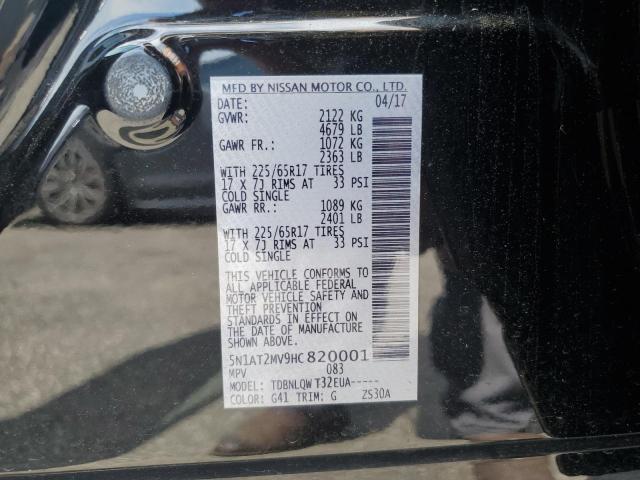 MFD BY NISSAN MOTOR CO., LTD.
DATE: 04/17
GVWR: 2122 KG
4679 LB
GAWR FR.: 1072 KG
2363 LB
WITH 225/65R17 TIRES
17 X 7J RIMS AT 33 PSI
COLD SINGLE
GAWR RR.: 1089 KG
2401 LB
WITH 225/65R17 TIRES
17 X 7J RIMS AT 33 PSI
COLD SINGLE
THIS VEHICLE CONFORMS TO
ALL APPLICABLE FEDERAL
MOTOR VEHICLE SAFETY AND
THEFT PREVENTION
STANDARDS IN EFFECT ON
THE DATE OF MANUFACTURE
SHOWN ABOVE.
5N1AT2MV9HC820001
MPV 083
MODEL: TDBNLQWT32EUA-----
COLOR: G41 TRIM: G ZS30A